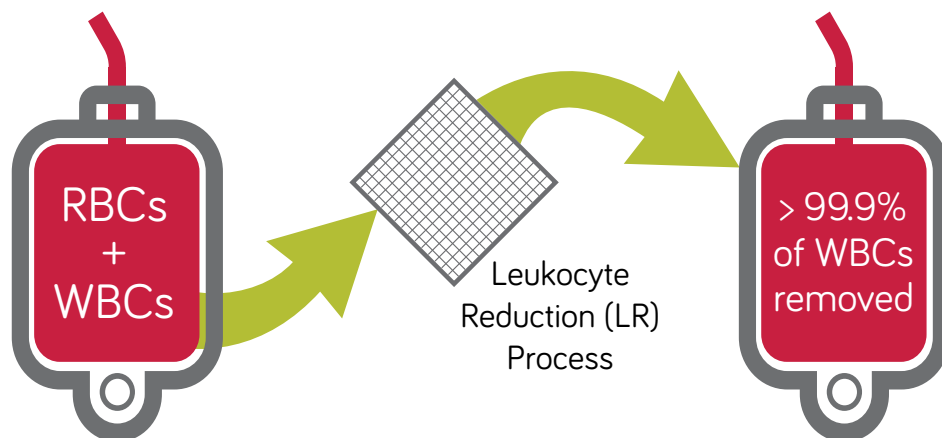 RBCs
+
WBCs
Leukocyte
Reduction (LR)
Process
> 99.9%
of WBCs
removed